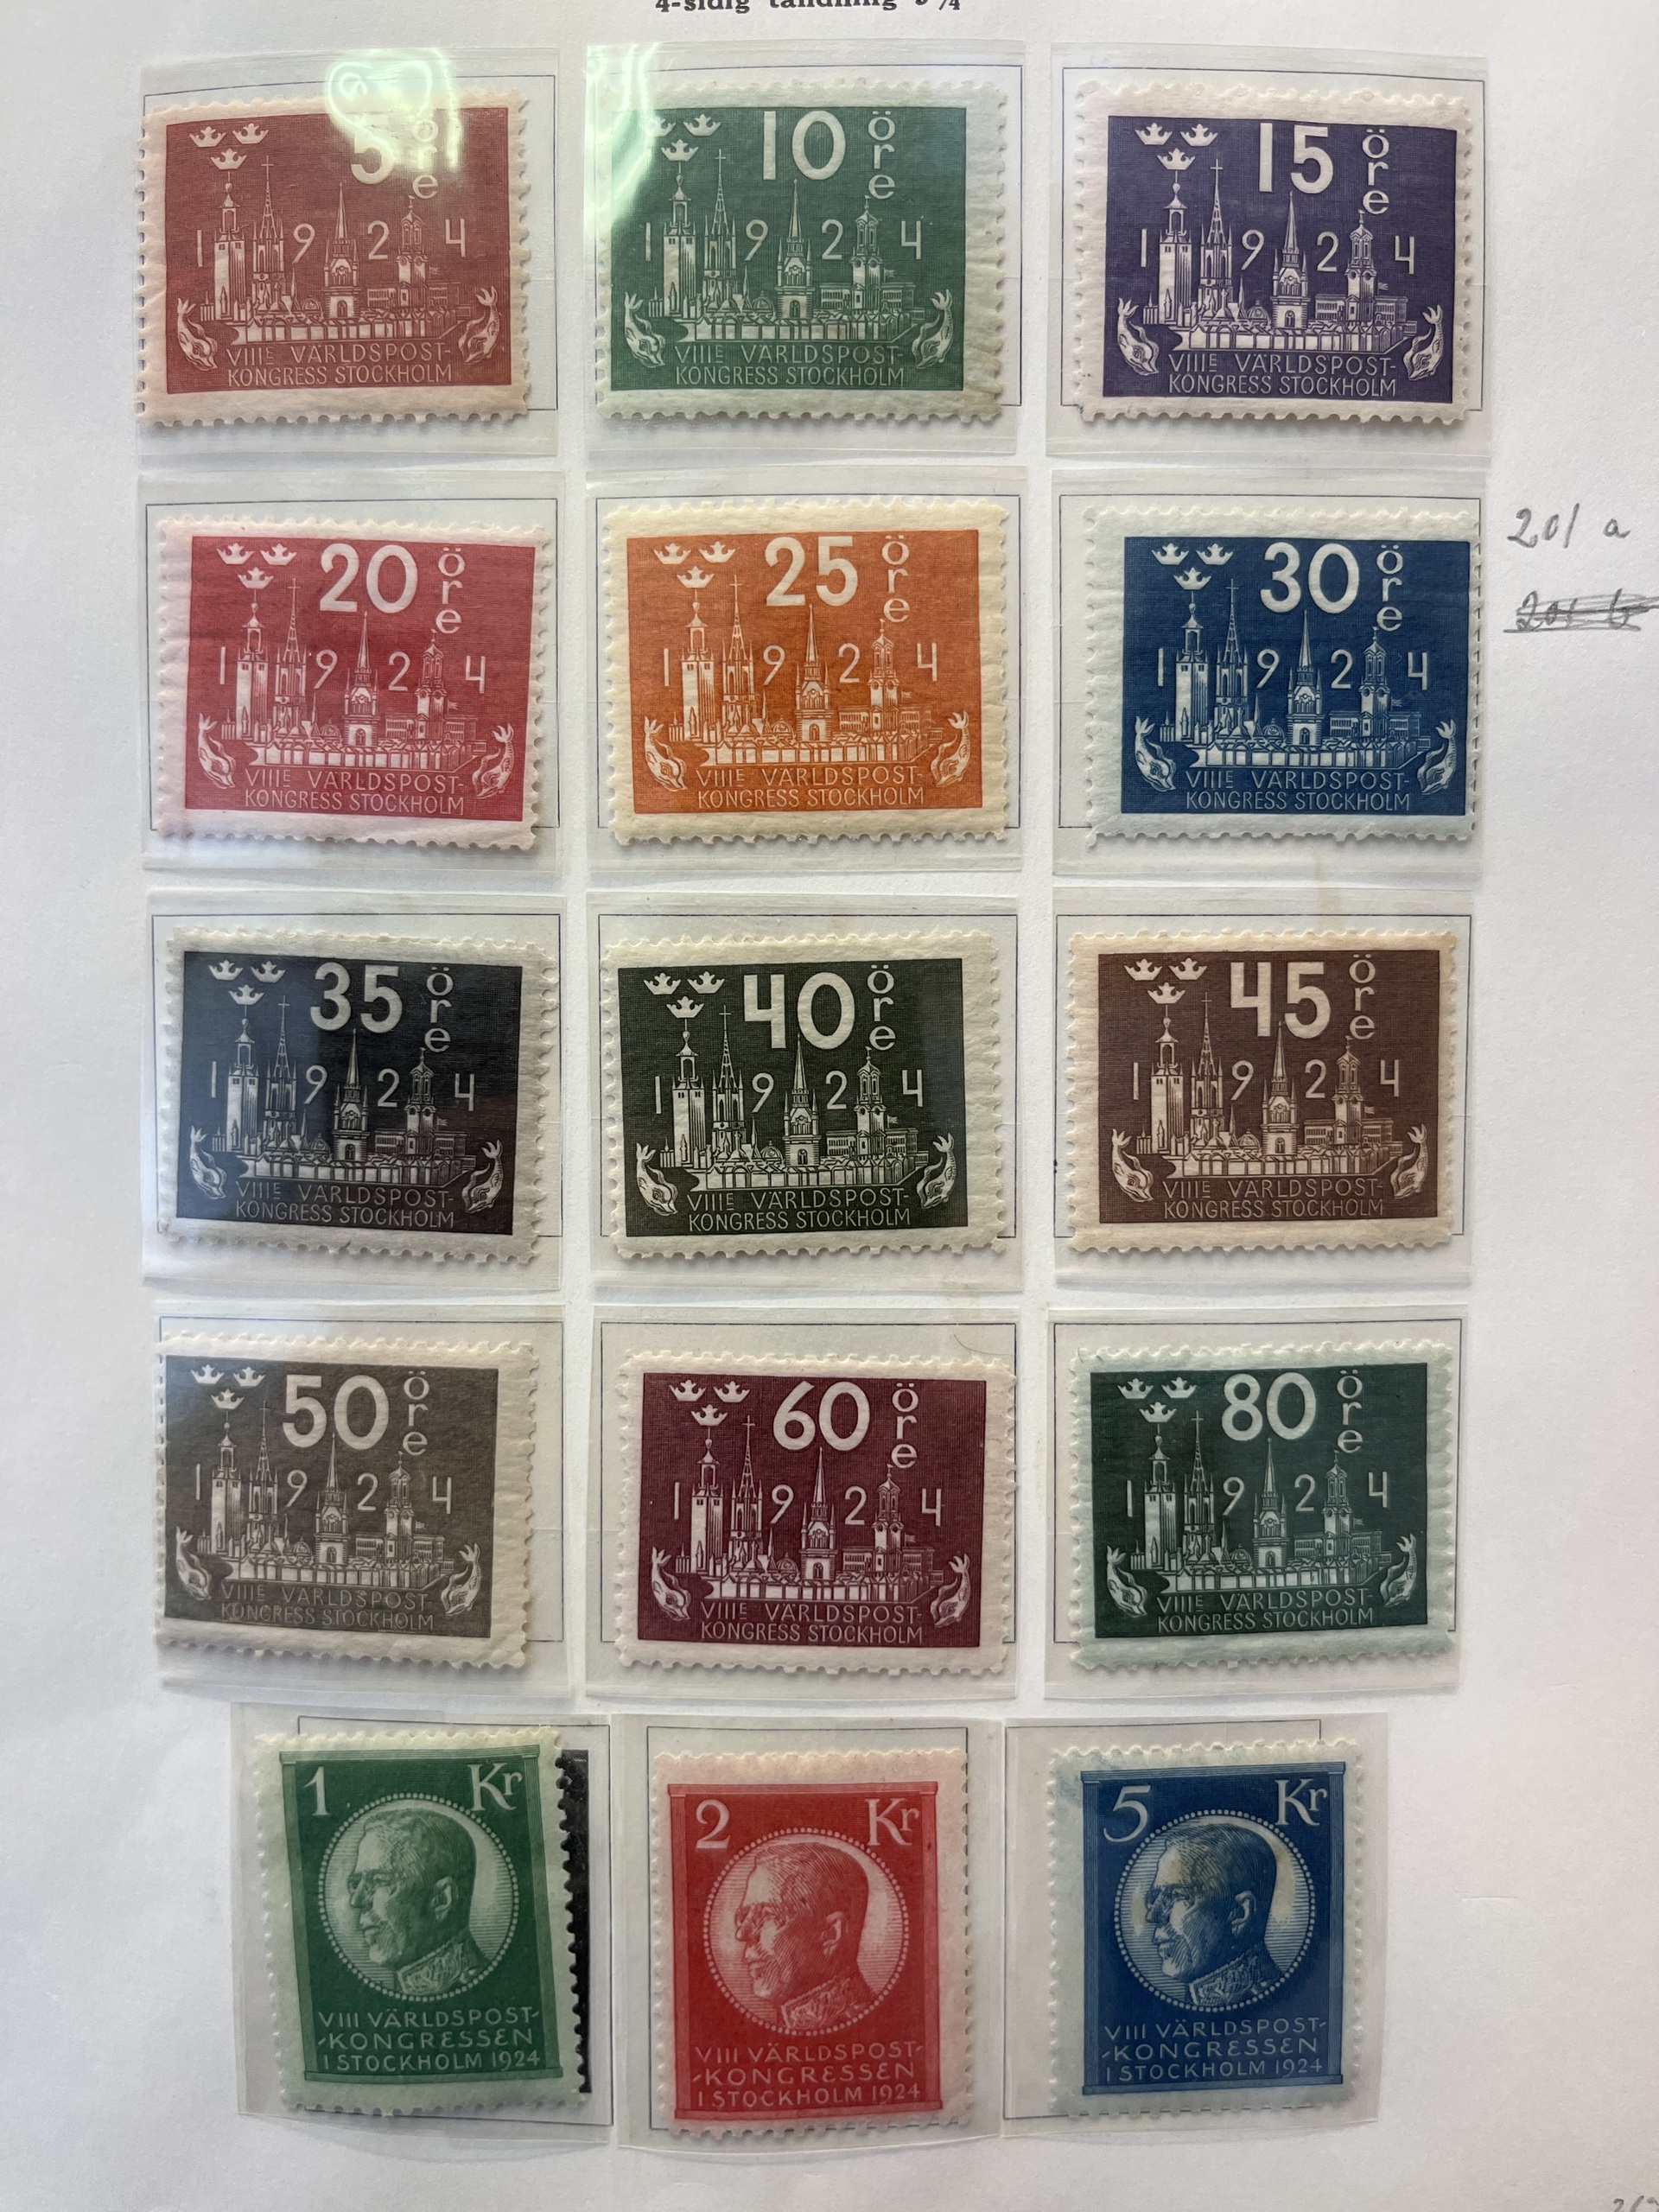 4-sidig tandning 9¾
5 öre
1924
VIIIE VÄRLDSPOST-
KONGRESS STOCKHOLM
10 öre
1924
VIIIE VÄRLDSPOST-
KONGRESS STOCKHOLM
15 öre
1924
VIIIE VÄRLDSPOST-
KONGRESS STOCKHOLM
20 öre
1924
VIIIE VÄRLDSPOST-
KONGRESS STOCKHOLM
25 öre
1924
VIIIE VÄRLDSPOST-
KONGRESS STOCKHOLM
30 öre
1924
VIIIE VÄRLDSPOST-
KONGRESS STOCKHOLM
201 a
35 öre
1924
VIIIE VÄRLDSPOST-
KONGRESS STOCKHOLM
40 öre
1924
VIIIE VÄRLDSPOST-
KONGRESS STOCKHOLM
45 öre
1924
VIIIE VÄRLDSPOST-
KONGRESS STOCKHOLM
50 öre
1924
VIIIE VÄRLDSPOST-
KONGRESS STOCKHOLM
60 öre
1924
VIIIE VÄRLDSPOST-
KONGRESS STOCKHOLM
80 öre
1924
VIIIE VÄRLDSPOST-
KONGRESS STOCKHOLM
1 Kr
VIII VÄRLDSPOST-
-KONGRESSEN
I STOCKHOLM 1924
2 Kr
VIII VÄRLDSPOST-
-KONGRESSEN
I STOCKHOLM 1924
5 Kr
VIII VÄRLDSPOST-
-KONGRESSEN
I STOCKHOLM 1924